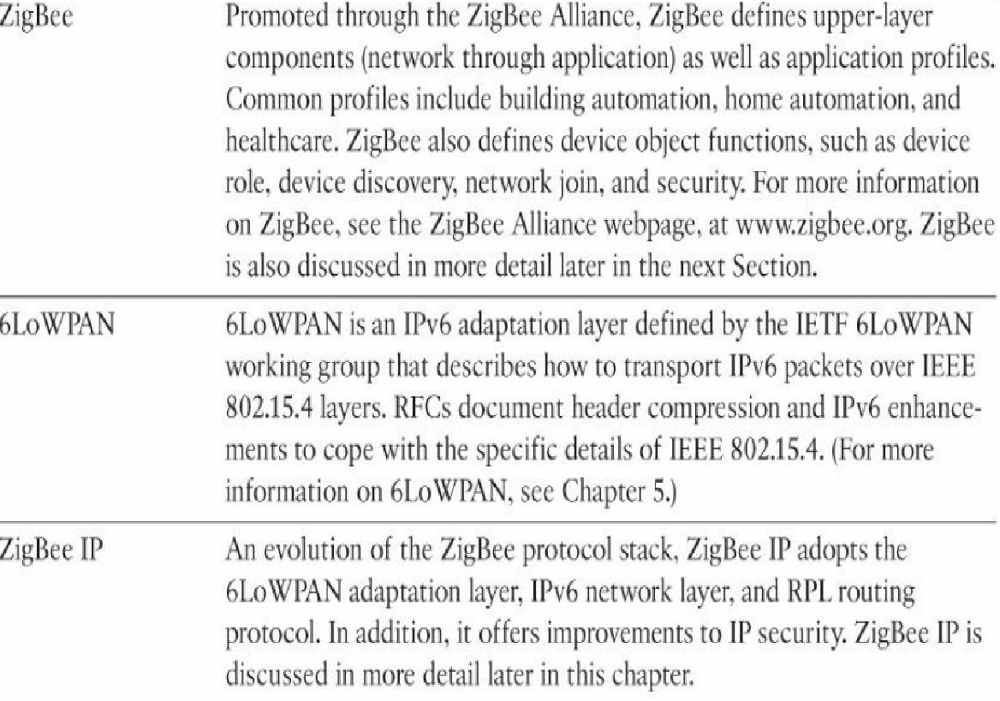 ZigBee Promoted through the ZigBee Alliance, ZigBee defines upper-layer
components (network through application) as well as application profiles.
Common profiles include building automation, home automation, and
healthcare. ZigBee also defines device object functions, such as device
role, device discovery, network join, and security. For more information
on ZigBee, see the ZigBee Alliance webpage, at www.zigbee.org. ZigBee
is also discussed in more detail later in the next Section.
6LoWPAN 6LoWPAN is an IPv6 adaptation layer defined by the IETF 6LoWPAN
working group that describes how to transport IPv6 packets over IEEE
802.15.4 layers. RFCs document header compression and IPv6 enhance-
ments to cope with the specific details of IEEE 802.15.4. (For more
information on 6LoWPAN, see Chapter 5.)
ZigBee IP An evolution of the ZigBee protocol stack, ZigBee IP adopts the
6LoWPAN adaptation layer, IPv6 network layer, and RPL routing
protocol. In addition, it offers improvements to IP security. ZigBee IP is
discussed in more detail later in this chapter.